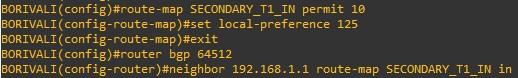 BORIVALI(config)#route-map SECONDARY_T1_IN permit 10
BORIVALI(config-route-map)#set local-preference 125
BORIVALI(config-route-map)#exit
BORIVALI(config)#router bgp 64512
BORIVALI(config-router)#neighbor 192.168.1.1 route-map SECONDARY_T1_IN in